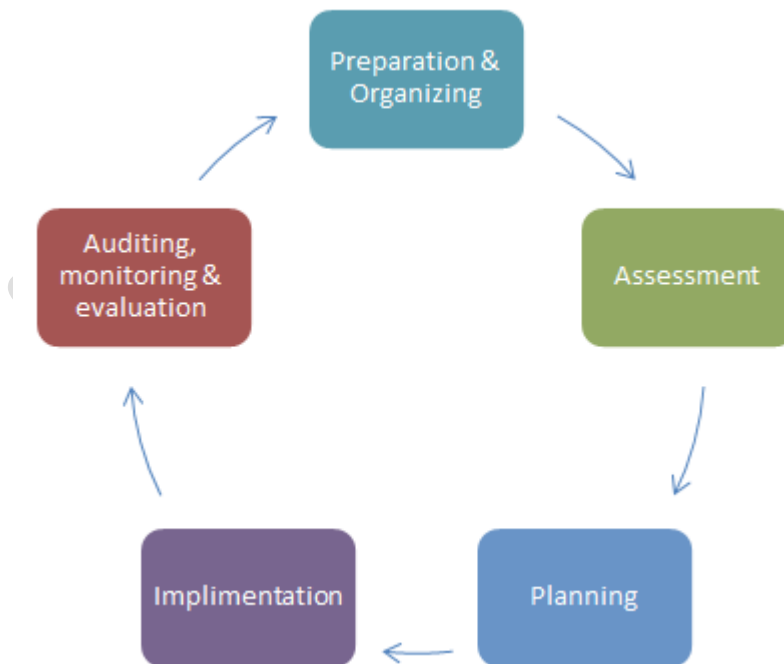 Preparation &
Organizing
Assessment
Planning
Implimentation
Auditing,
monitoring &
evaluation